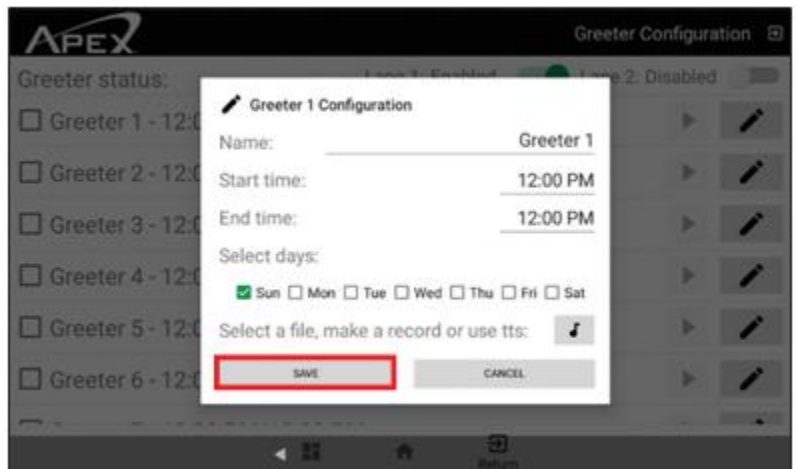 APEX
Greeter Configuration
Greeter status:
Lane 1: Enabled
Lane 2: Disabled
Greeter 1 Configuration
Name:
Greeter 1
Start time:
12:00 PM
End time:
12:00 PM
Select days:
Sun Mon Tue Wed Thu Fri Sat
Select a file, make a record or use tts:
SAVE
CANCEL
Greeter 1 - 12:0
Greeter 2 - 12:0
Greeter 3 - 12:0
Greeter 4 - 12:0
Greeter 5 - 12:0
Greeter 6 - 12:0
Return